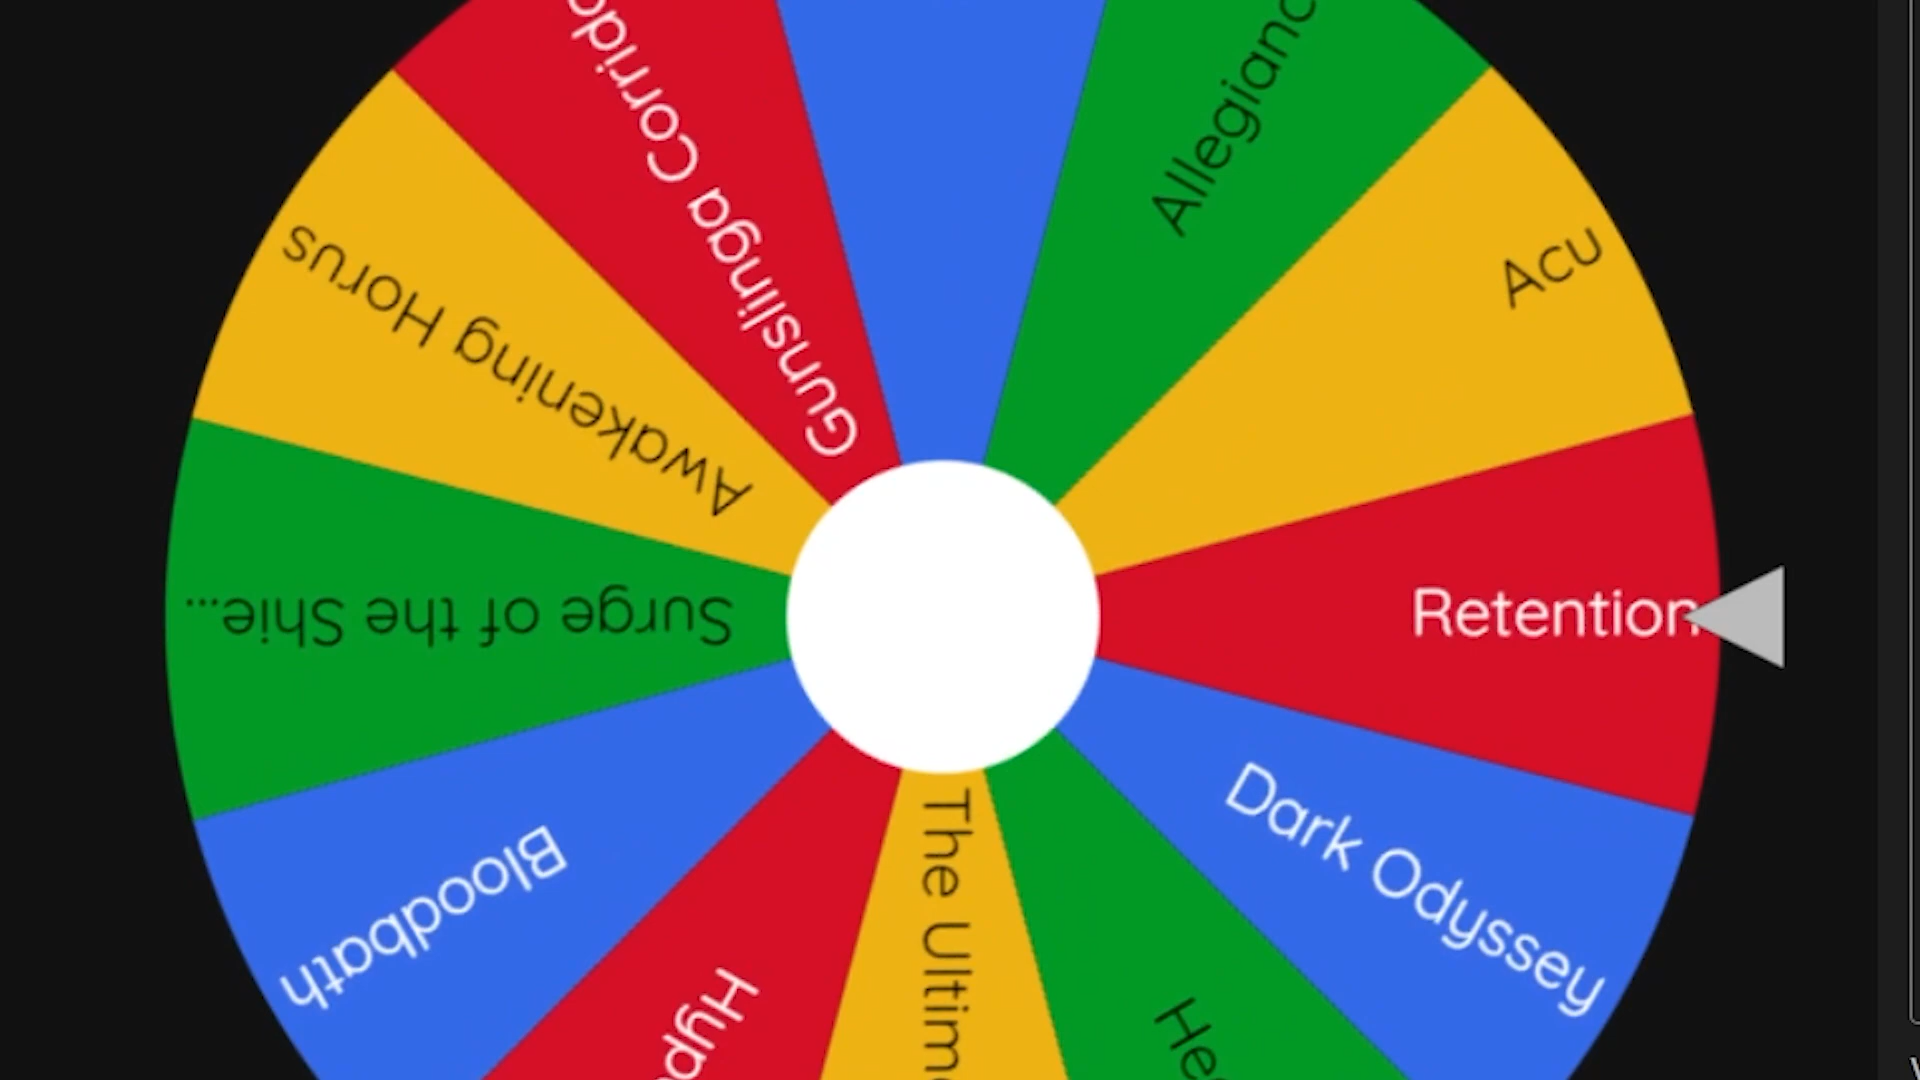 Allegianc
Acu
Retention
Dark Odyssey
He
The Ultim
Hyp
Bloodbath
Surge of the Shie...
Awakening Horus
Gunslinga Corrido